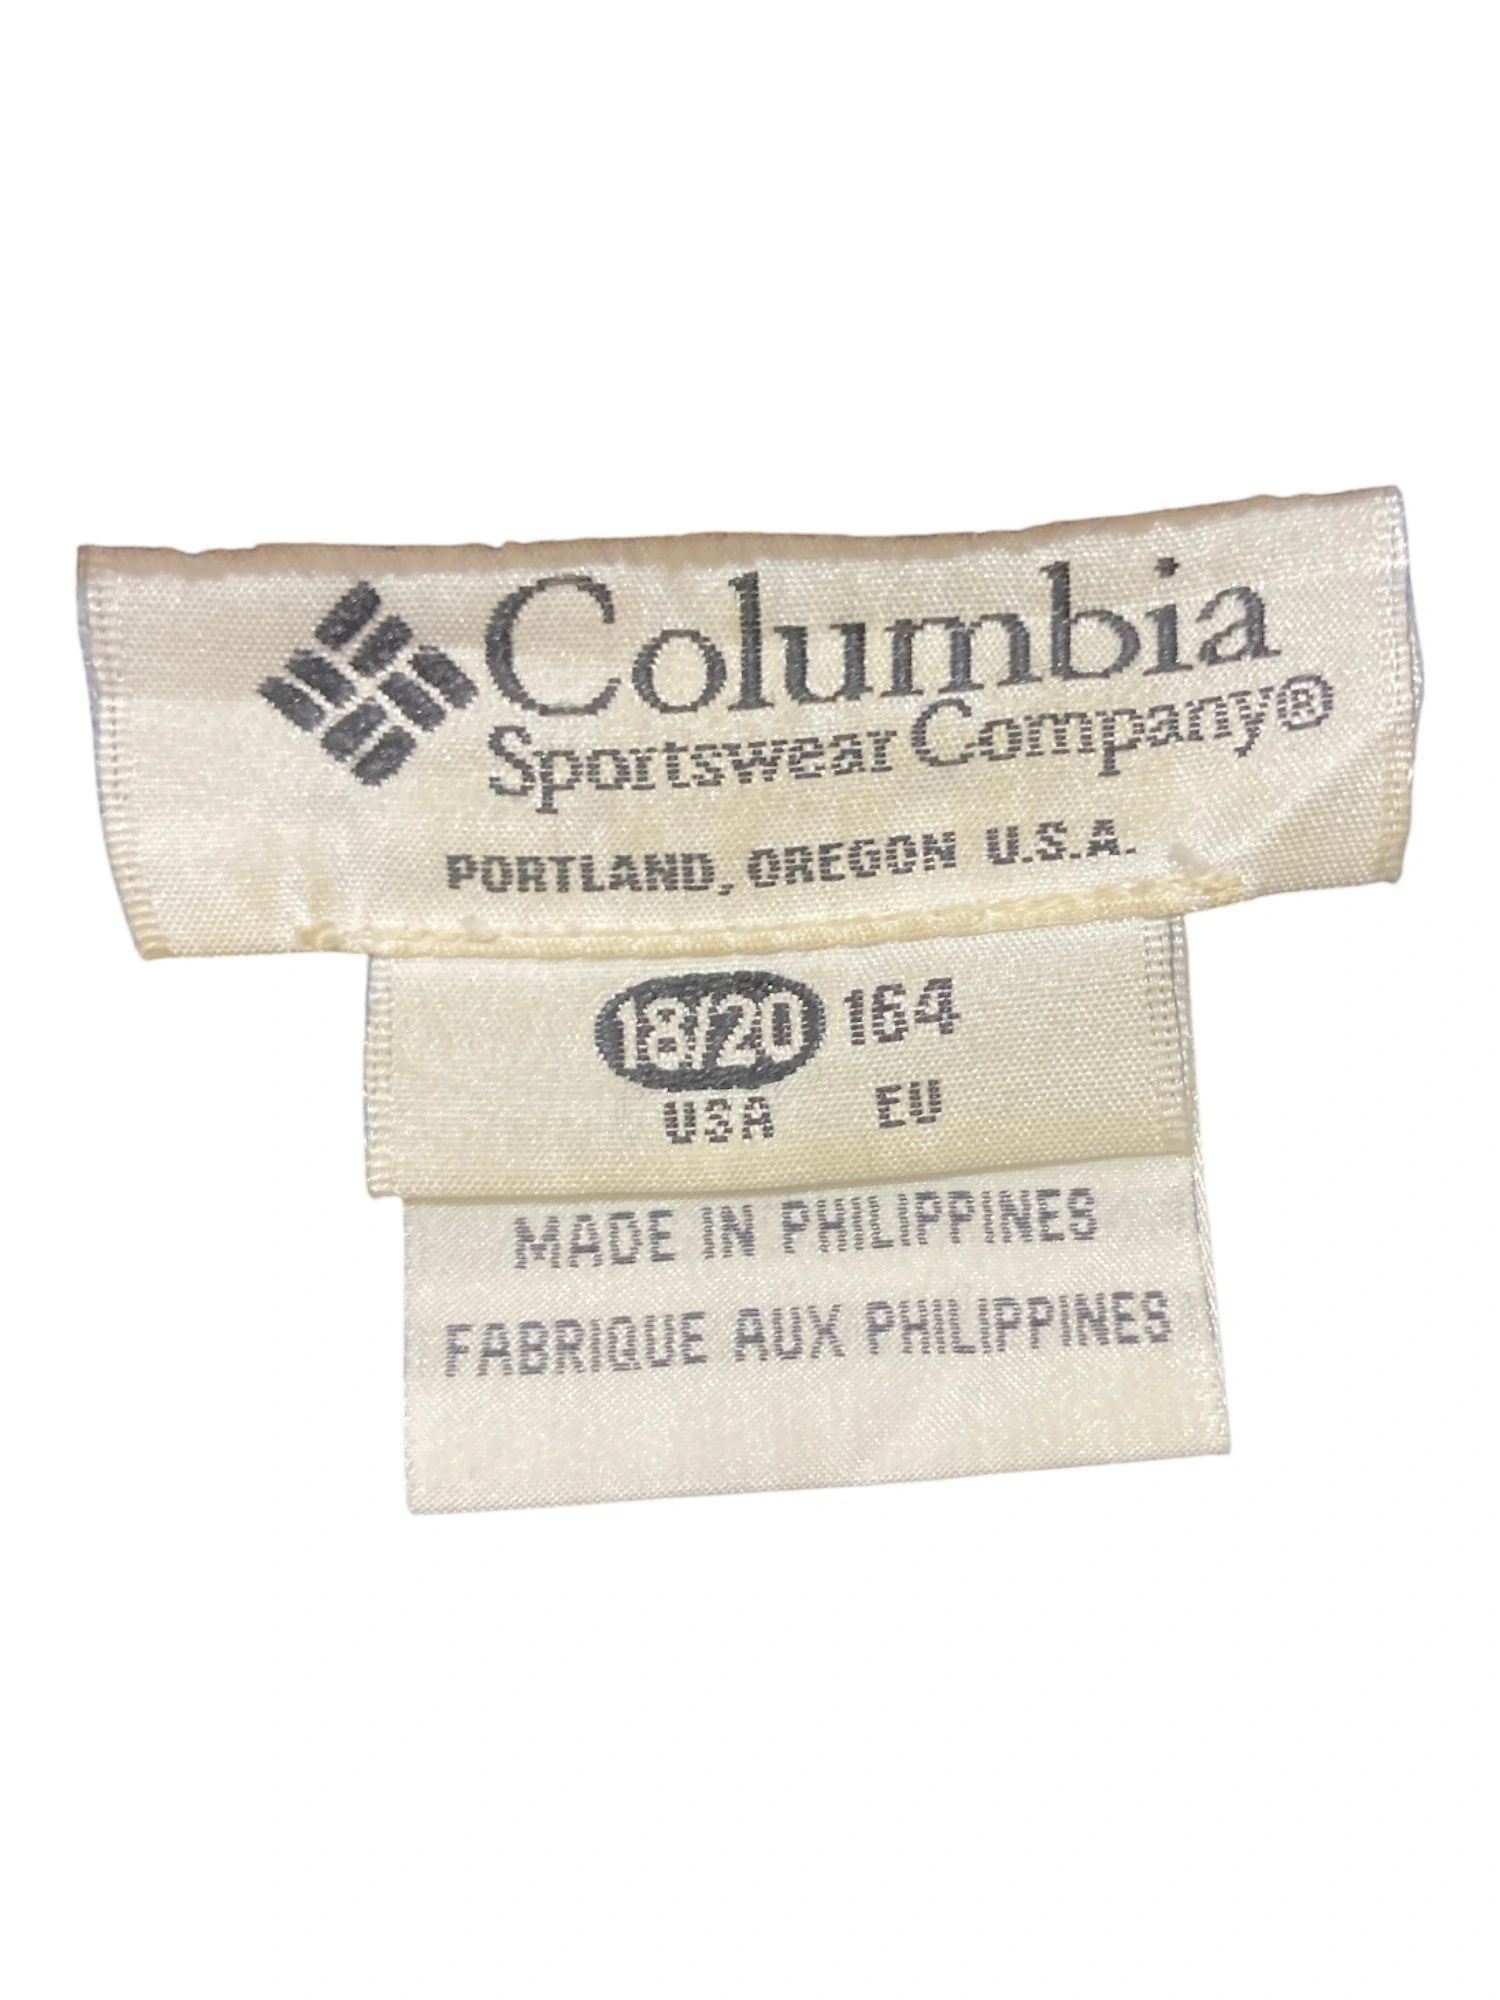 Columbia
Sportswear Company®
PORTLAND, OREGON U.S.A.
18/20 164
USA EU
MADE IN PHILIPPINES
FABRIQUE AUX PHILIPPINES